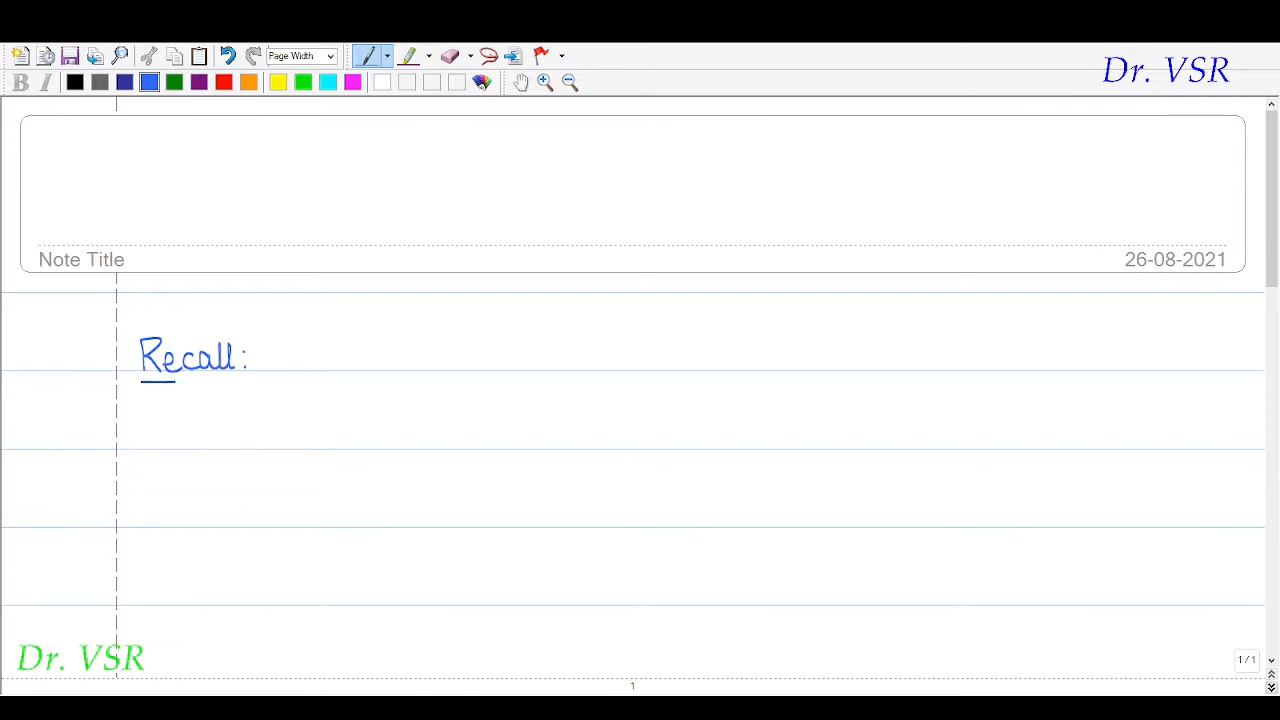 Page Width
B I
Dr. VSR
Note Title
26-08-2021
Recall:
Dr. VSR
1 / 1
1